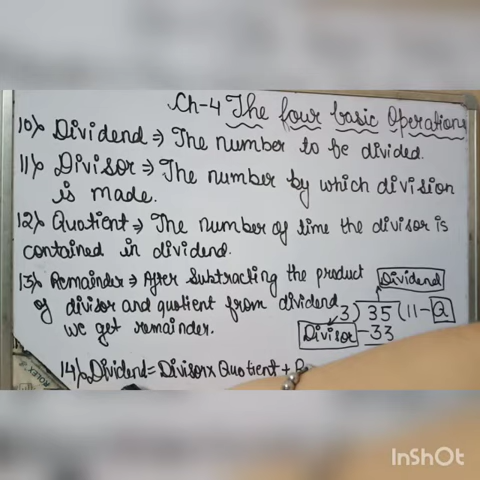 Ch-4 The four basic Operations
10) Dividend ⇒ The number to be divided.
11) Divisor ⇒ The number by which division
is made.
12) Quatient ⇒ The number of time the divisor is
contained in dividend.
13) Remainder ⇒ After subtracting the product
of divisor and quotient from dividend
we get remainder.
Dividend
3) 35 (11 - Q
Divisor - 33
14) Dividend = Divisor x Quotient +
ROLEX
InShOt